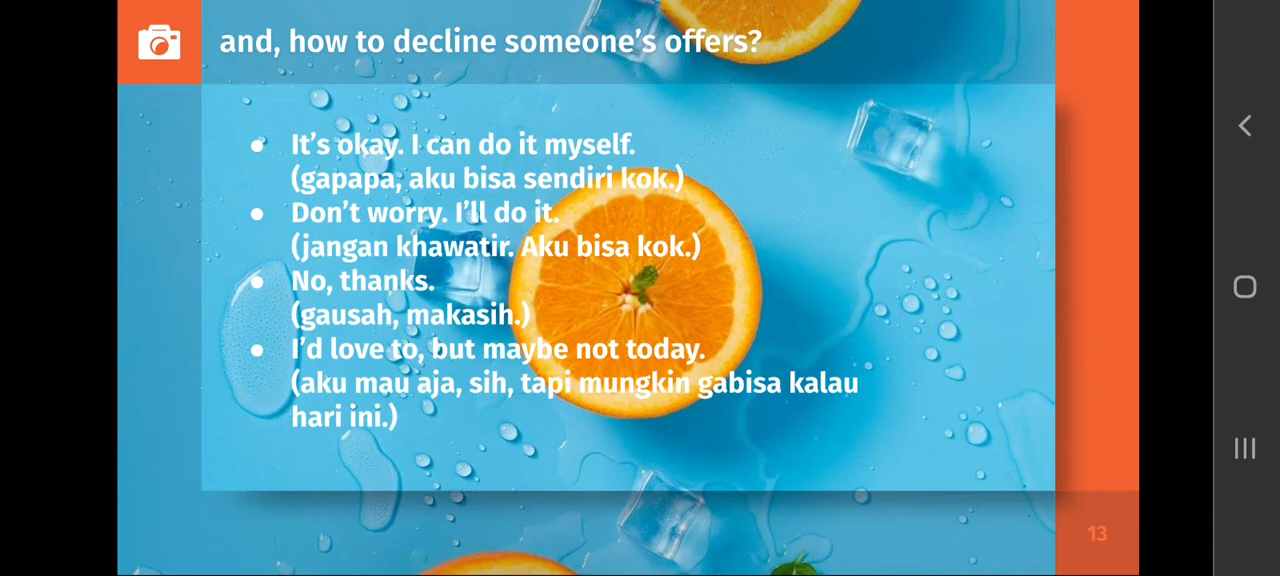 and, how to decline someone's offers?
● It's okay. I can do it myself.
(gapapa, aku bisa sendiri kok.)
● Don't worry. I'll do it.
(jangan khawatir. Aku bisa kok.)
● No, thanks.
(gausah, makasih.)
● I'd love to, but maybe not today.
(aku mau aja, sih, tapi mungkin gabisa kalau
hari ini.)
13